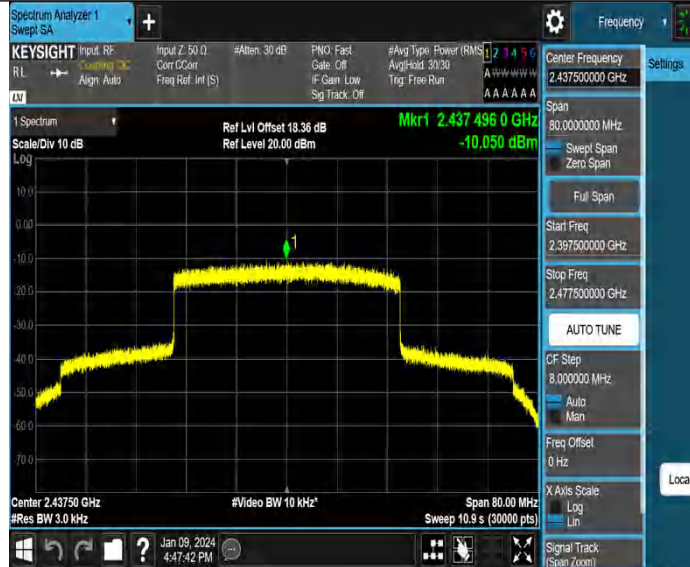 Spectrum Analyzer 1
Swept SA
Frequency
KEYSIGHT
RL
LXI
Input: RF
Coupling: DC
Align: Auto
Input Z: 50 Ω
Corr CCorr
Freq Ref: Int (S)
#Atten: 30 dB
PNO: Fast
Gate: Off
IF Gain: Low
Sig Track: Off
#Avg Type: Power (RMS
Avg|Hold: 30/30
Trig: Free Run
1 2 3 4 5 6
A W W W W W
A A A A A A
1 Spectrum
Scale/Div 10 dB
Log
Ref Lvl Offset 18.36 dB
Ref Level 20.00 dBm
Mkr1 2.437 496 0 GHz
-10.050 dBm
1
10.0
0.00
-10.0
-20.0
-30.0
-40.0
-50.0
-60.0
-70.0
Center 2.43750 GHz
#Res BW 3.0 kHz
#Video BW 10 kHz*
Span 80.00 MHz
Sweep 10.9 s (30000 pts)
Center Frequency
2.437500000 GHz
Settings
Span
80.0000000 MHz
Swept Span
Zero Span
Full Span
Start Freq
2.397500000 GHz
Stop Freq
2.477500000 GHz
AUTO TUNE
CF Step
8.000000 MHz
Auto
Man
Freq Offset
0 Hz
X Axis Scale
Log
Lin
Loca
Signal Track
(Span Zoom)
?
Jan 09, 2024
4:47:42 PM